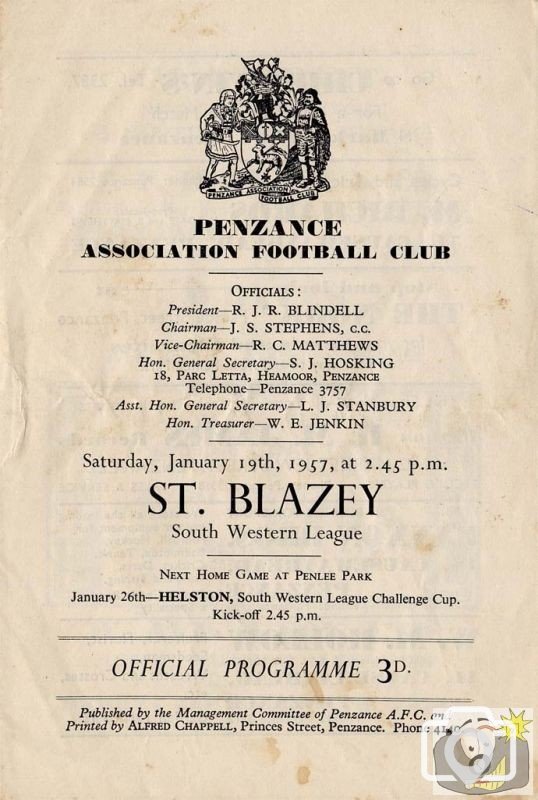 PENZANCE ASSOCIATION FOOTBALL CLUB
PENZANCE
ASSOCIATION FOOTBALL CLUB
OFFICIALS:
President—R. J. R. BLINDELL
Chairman—J. S. STEPHENS, C.C.
Vice-Chairman—R. C. MATTHEWS
Hon. General Secretary—S. J. HOSKING
18, PARC LETTA, HEAMOOR, PENZANCE
Telephone—Penzance 3757
Asst. Hon. General Secretary—L. J. STANBURY
Hon. Treasurer—W. E. JENKIN
Saturday, January 19th, 1957, at 2.45 p.m.
ST. BLAZEY
South Western League
NEXT HOME GAME AT PENLEE PARK
January 26th—HELSTON, South Western League Challenge Cup.
Kick-off 2.45 p.m.
OFFICIAL PROGRAMME 3D.
Published by the Management Committee of Penzance A.F.C. and
Printed by ALFRED CHAPPELL, Princes Street, Penzance. Phone